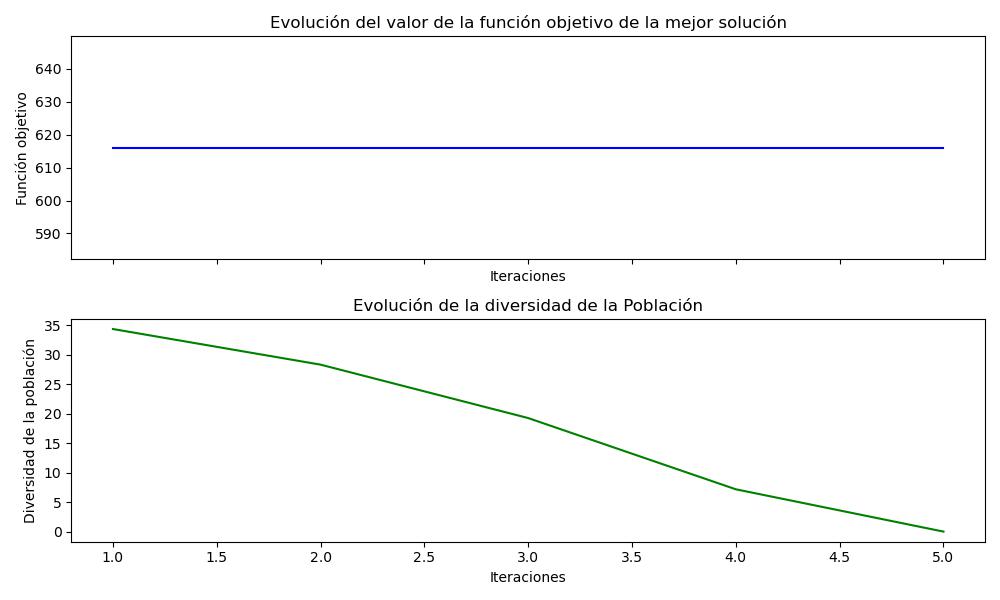 Evolución del valor de la función objetivo de la mejor solución
Función objetivo
640
630
620
610
600
590
Iteraciones
Evolución de la diversidad de la Población
Diversidad de la población
35
30
25
20
15
10
5
0
1.0 1.5 2.0 2.5 3.0 3.5 4.0 4.5 5.0
Iteraciones